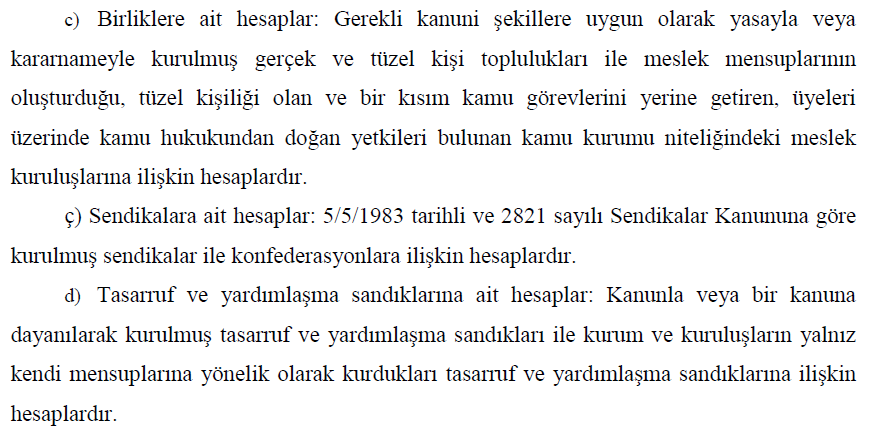 c) Birliklere ait hesaplar: Gerekli kanuni şekillere uygun olarak yasayla veya
kararnameyle kurulmuş gerçek ve tüzel kişi toplulukları ile meslek mensuplarının
oluşturduğu, tüzel kişiliği olan ve bir kısım kamu görevlerini yerine getiren, üyeleri
üzerinde kamu hukukundan doğan yetkileri bulunan kamu kurumu niteliğindeki meslek
kuruluşlarına ilişkin hesaplardır.
ç) Sendikalara ait hesaplar: 5/5/1983 tarihli ve 2821 sayılı Sendikalar Kanununa göre
kurulmuş sendikalar ile konfederasyonlara ilişkin hesaplardır.
d) Tasarruf ve yardımlaşma sandıklarına ait hesaplar: Kanunla veya bir kanuna
dayanılarak kurulmuş tasarruf ve yardımlaşma sandıkları ile kurum ve kuruluşların yalnız
kendi mensuplarına yönelik olarak kurdukları tasarruf ve yardımlaşma sandıklarına ilişkin
hesaplardır.